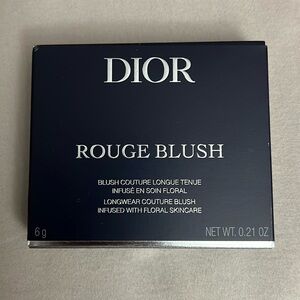 DIOR
ROUGE BLUSH
BLUSH COUTURE LONGUE TENUE
INFUSÉ EN SOIN FLORAL
LONGWEAR COUTURE BLUSH
INFUSED WITH FLORAL SKINCARE
6 g NET WT. 0.21 OZ